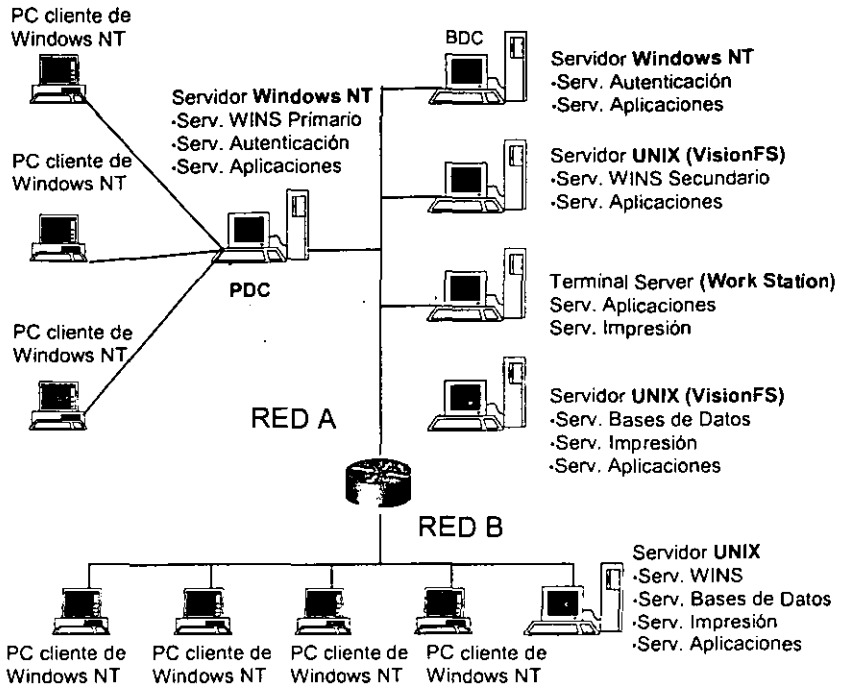 PC cliente de
Windows NT
Servidor Windows NT
·Serv. WINS Primario
·Serv. Autenticación
·Serv. Aplicaciones
BDC
Servidor Windows NT
·Serv. Autenticación
·Serv. Aplicaciones
PC cliente de
Windows NT
Servidor UNIX (VisionFS)
·Serv. WINS Secundario
·Serv. Aplicaciones
PDC
Terminal Server (Work Station)
Serv. Aplicaciones
Serv. Impresión
PC cliente de
Windows NT
RED A
Servidor UNIX (VisionFS)
·Serv. Bases de Datos
·Serv. Impresión
·Serv. Aplicaciones
RED B
Servidor UNIX
·Serv. WINS
·Serv. Bases de Datos
·Serv. Impresión
·Serv. Aplicaciones
PC cliente de
Windows NT
PC cliente de
Windows NT
PC cliente de
Windows NT
PC cliente de
Windows NT